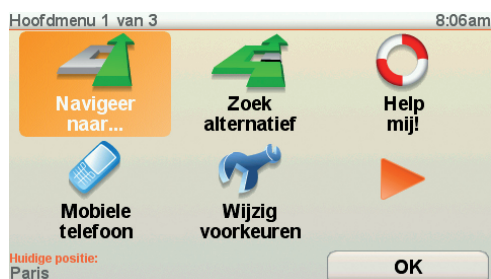 Hoofdmenu 1 van 3
8:06am
Navigeer
naar...
Zoek
alternatief
Help
mij!
Mobiele
telefoon
Wijzig
voorkeuren
Huidige positie:
Paris
OK